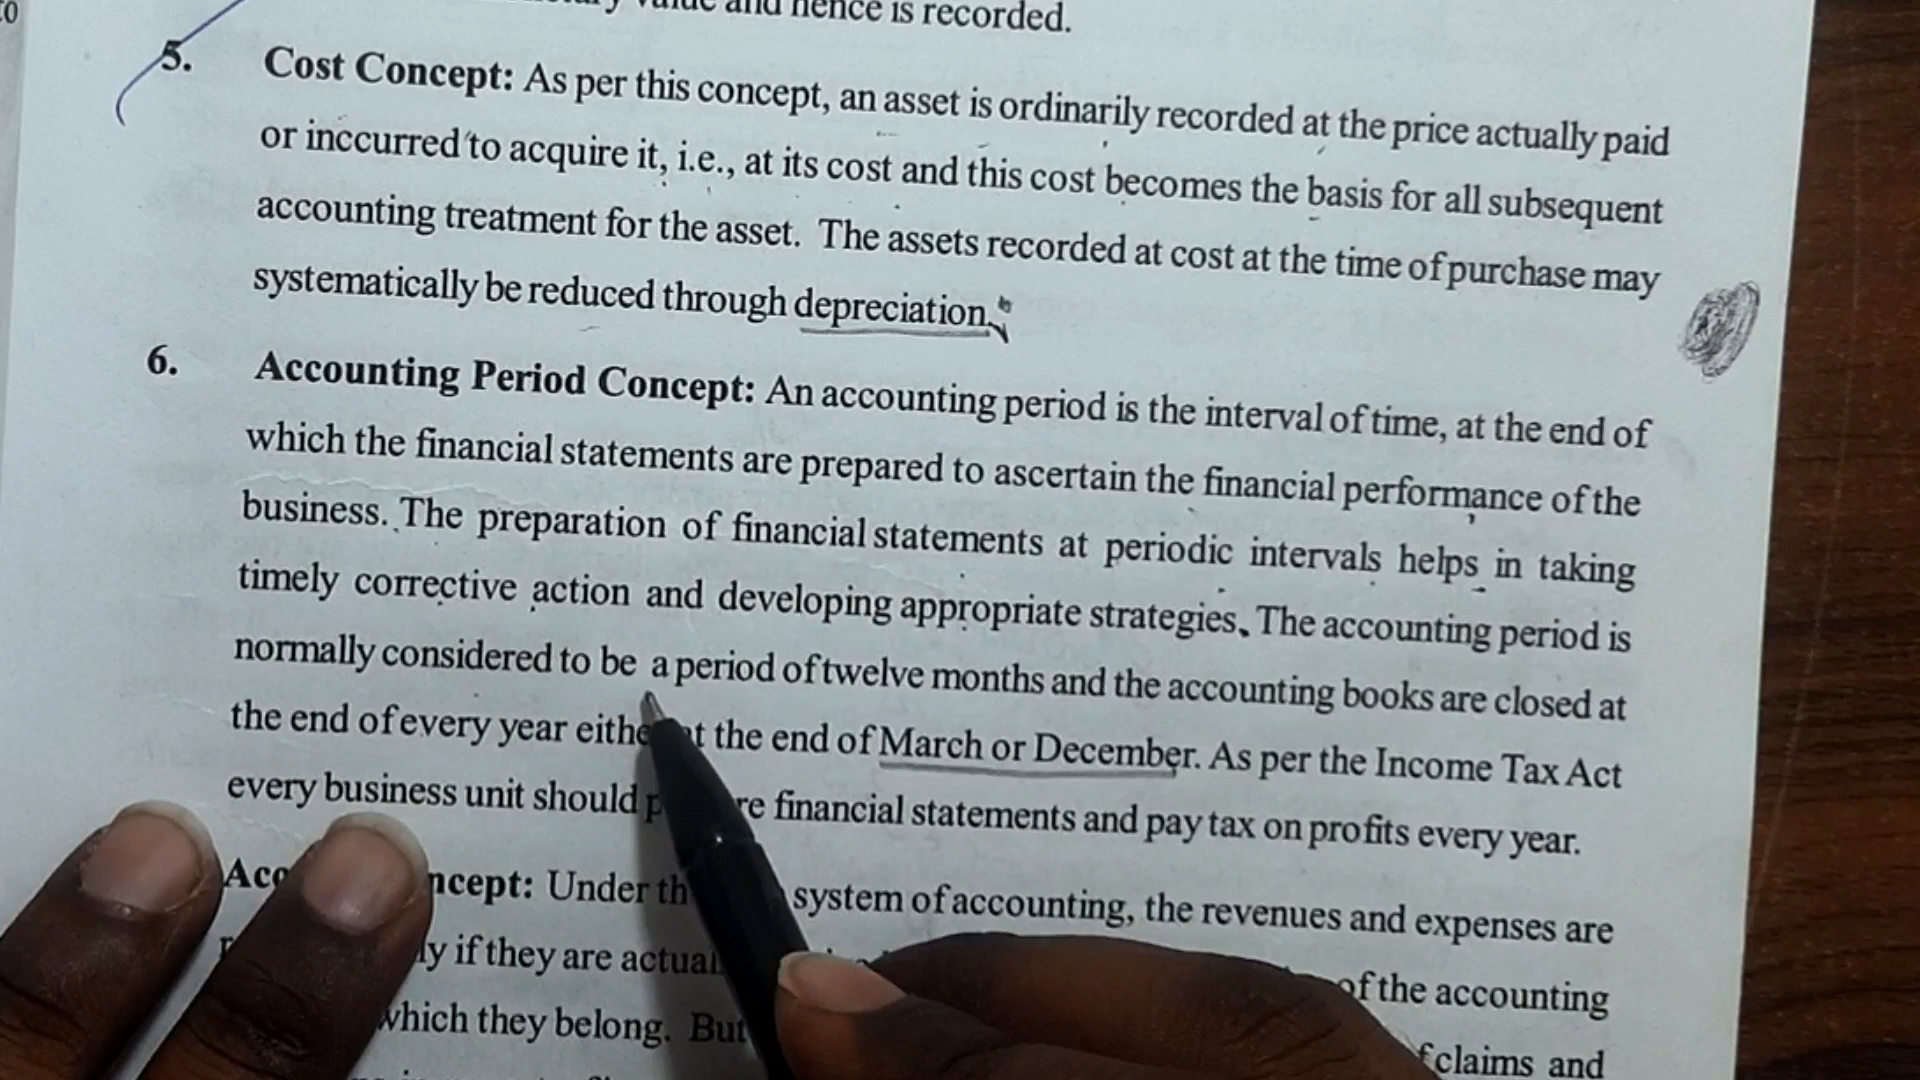 value and hence is recorded.
5. Cost Concept: As per this concept, an asset is ordinarily recorded at the price actually paid
or inccurred to acquire it, i.e., at its cost and this cost becomes the basis for all subsequent
accounting treatment for the asset. The assets recorded at cost at the time of purchase may
systematically be reduced through depreciation.
6. Accounting Period Concept: An accounting period is the interval of time, at the end of
which the financial statements are prepared to ascertain the financial performance of the
business. The preparation of financial statements at periodic intervals helps in taking
timely corrective action and developing appropriate strategies. The accounting period is
normally considered to be a period of twelve months and the accounting books are closed at
the end of every year at the end of March or December. As per the Income Tax Act
every business unit should financial statements and pay tax on profits every year.
Under system of accounting, the revenues and expenses are
if they are of the accounting
which they belong. But
claims and